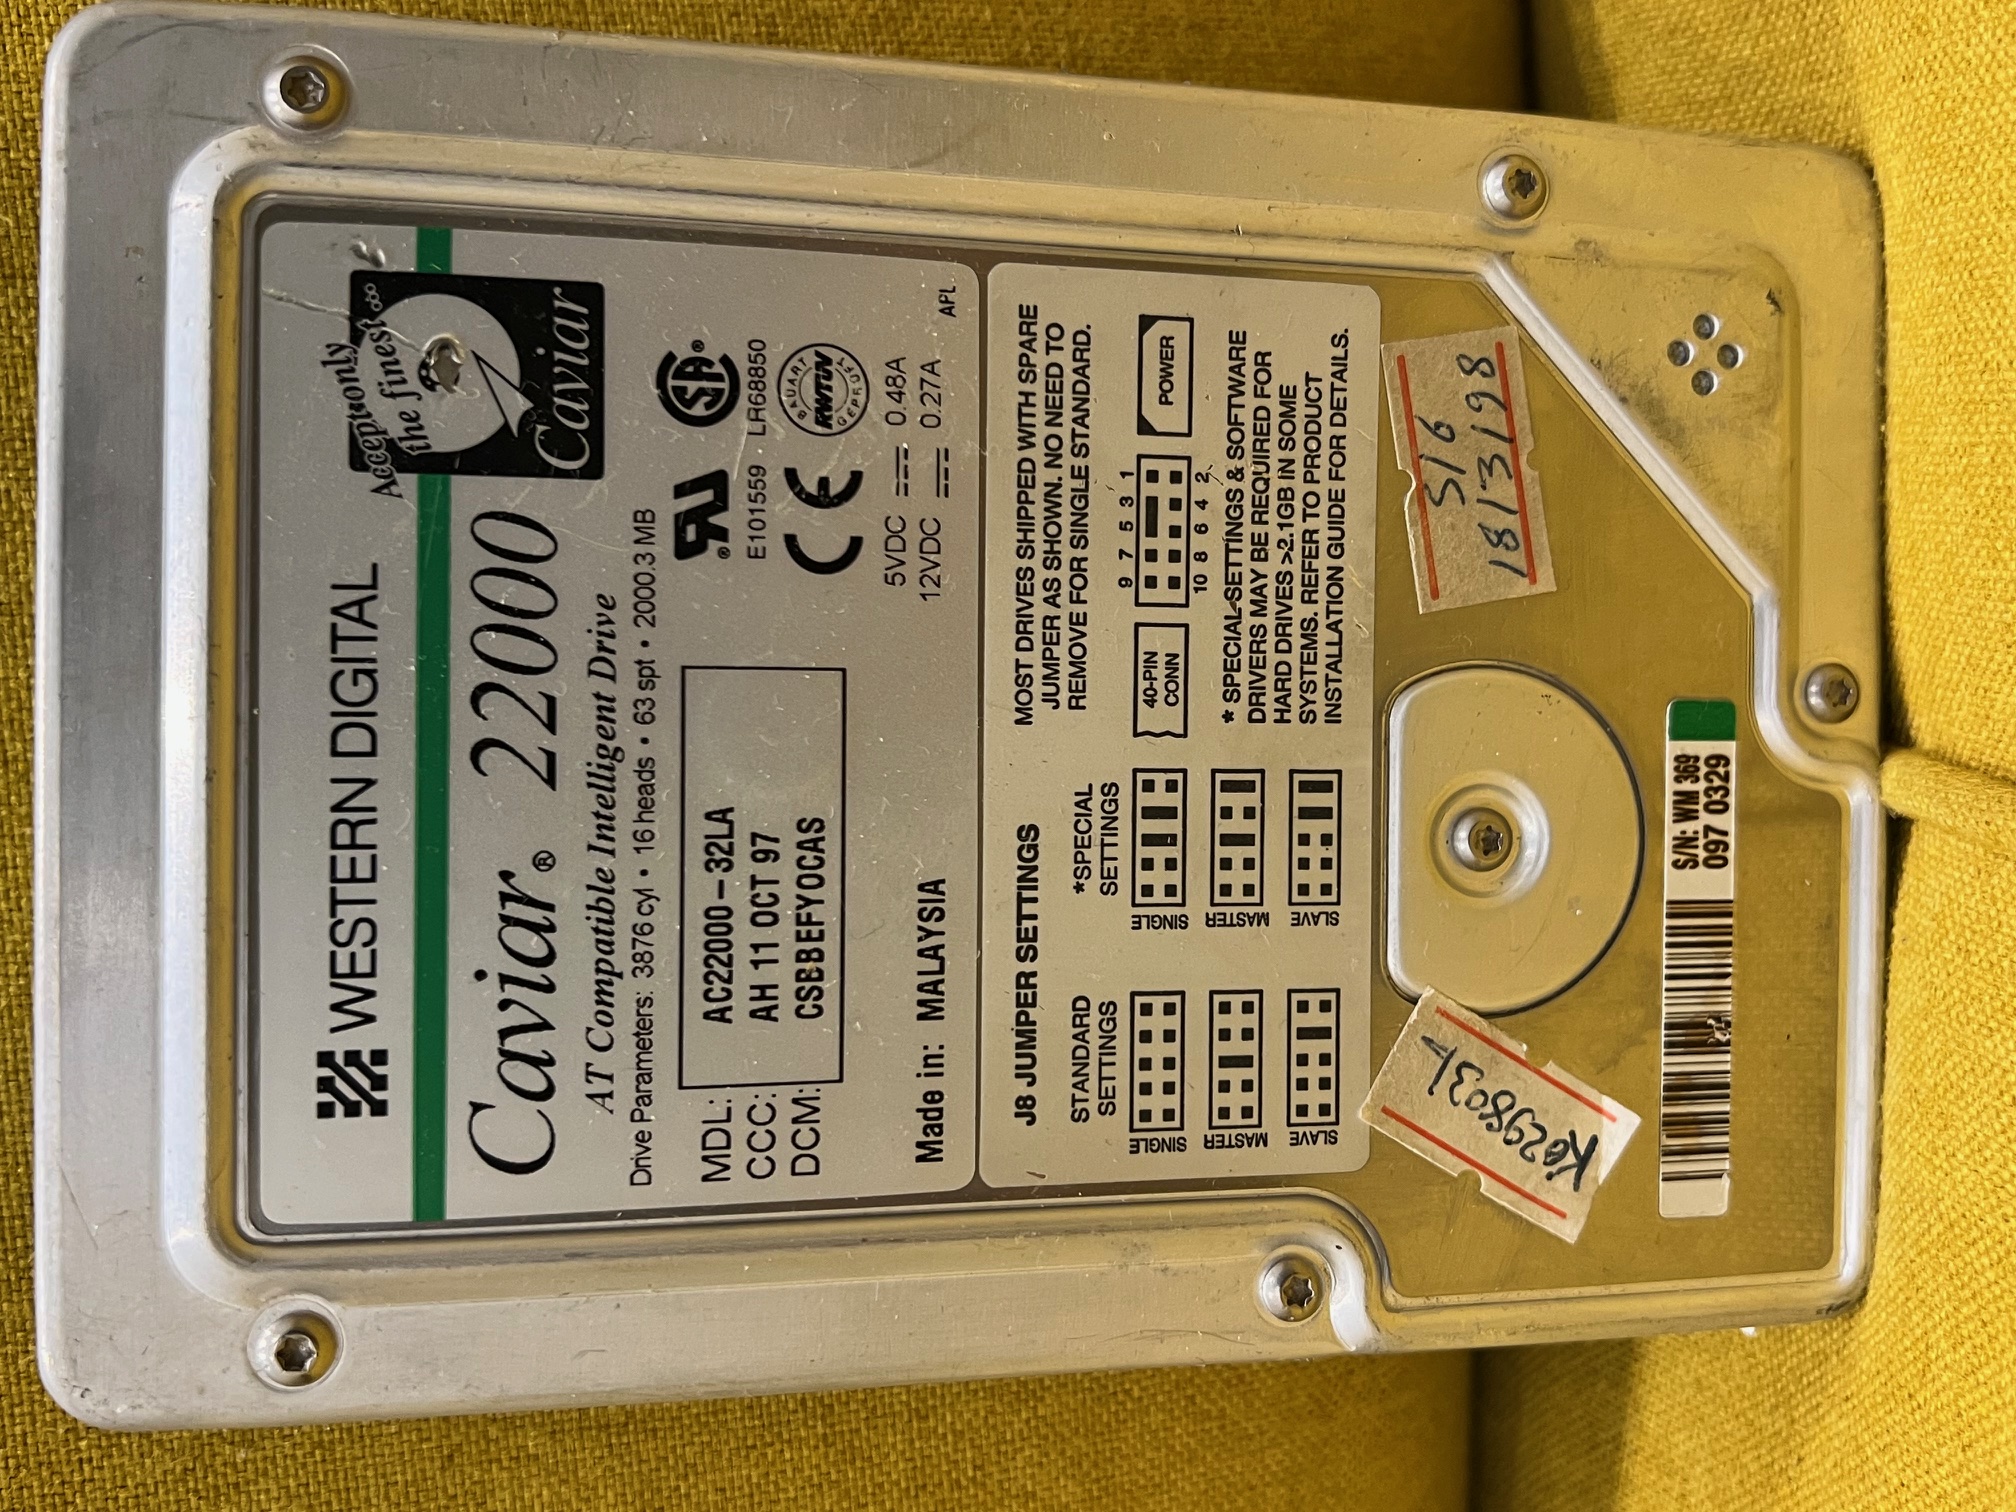 WESTERN DIGITAL
Accept only
the finest...
Caviar
Caviar® 22000
AT Compatible Intelligent Drive
Drive Parameters: 3876 cyl • 16 heads • 63 spt • 2000.3 MB
MDL: AC22000-32LA
CCC: AH 11 OCT 97
DCM: CSBBEFYOCAS
E101559 LR68850
BAUART
RWTÜV
GEPRÜFT
CE
5VDC 0.48A
12VDC 0.27A
Made in: MALAYSIA
APL
J8 JUMPER SETTINGS
STANDARD
SETTINGS
SINGLE
MASTER
SLAVE
*SPECIAL
SETTINGS
SINGLE
MASTER
SLAVE
MOST DRIVES SHIPPED WITH SPARE
JUMPER AS SHOWN. NO NEED TO
REMOVE FOR SINGLE STANDARD.
40-PIN
CONN
9 7 5 3 1
10 8 6 4 2
POWER
* SPECIAL SETTINGS & SOFTWARE
DRIVERS MAY BE REQUIRED FOR
HARD DRIVES >2.1GB IN SOME
SYSTEMS. REFER TO PRODUCT
INSTALLATION GUIDE FOR DETAILS.
516
18/3/98
S/N: WM 369
097 0329